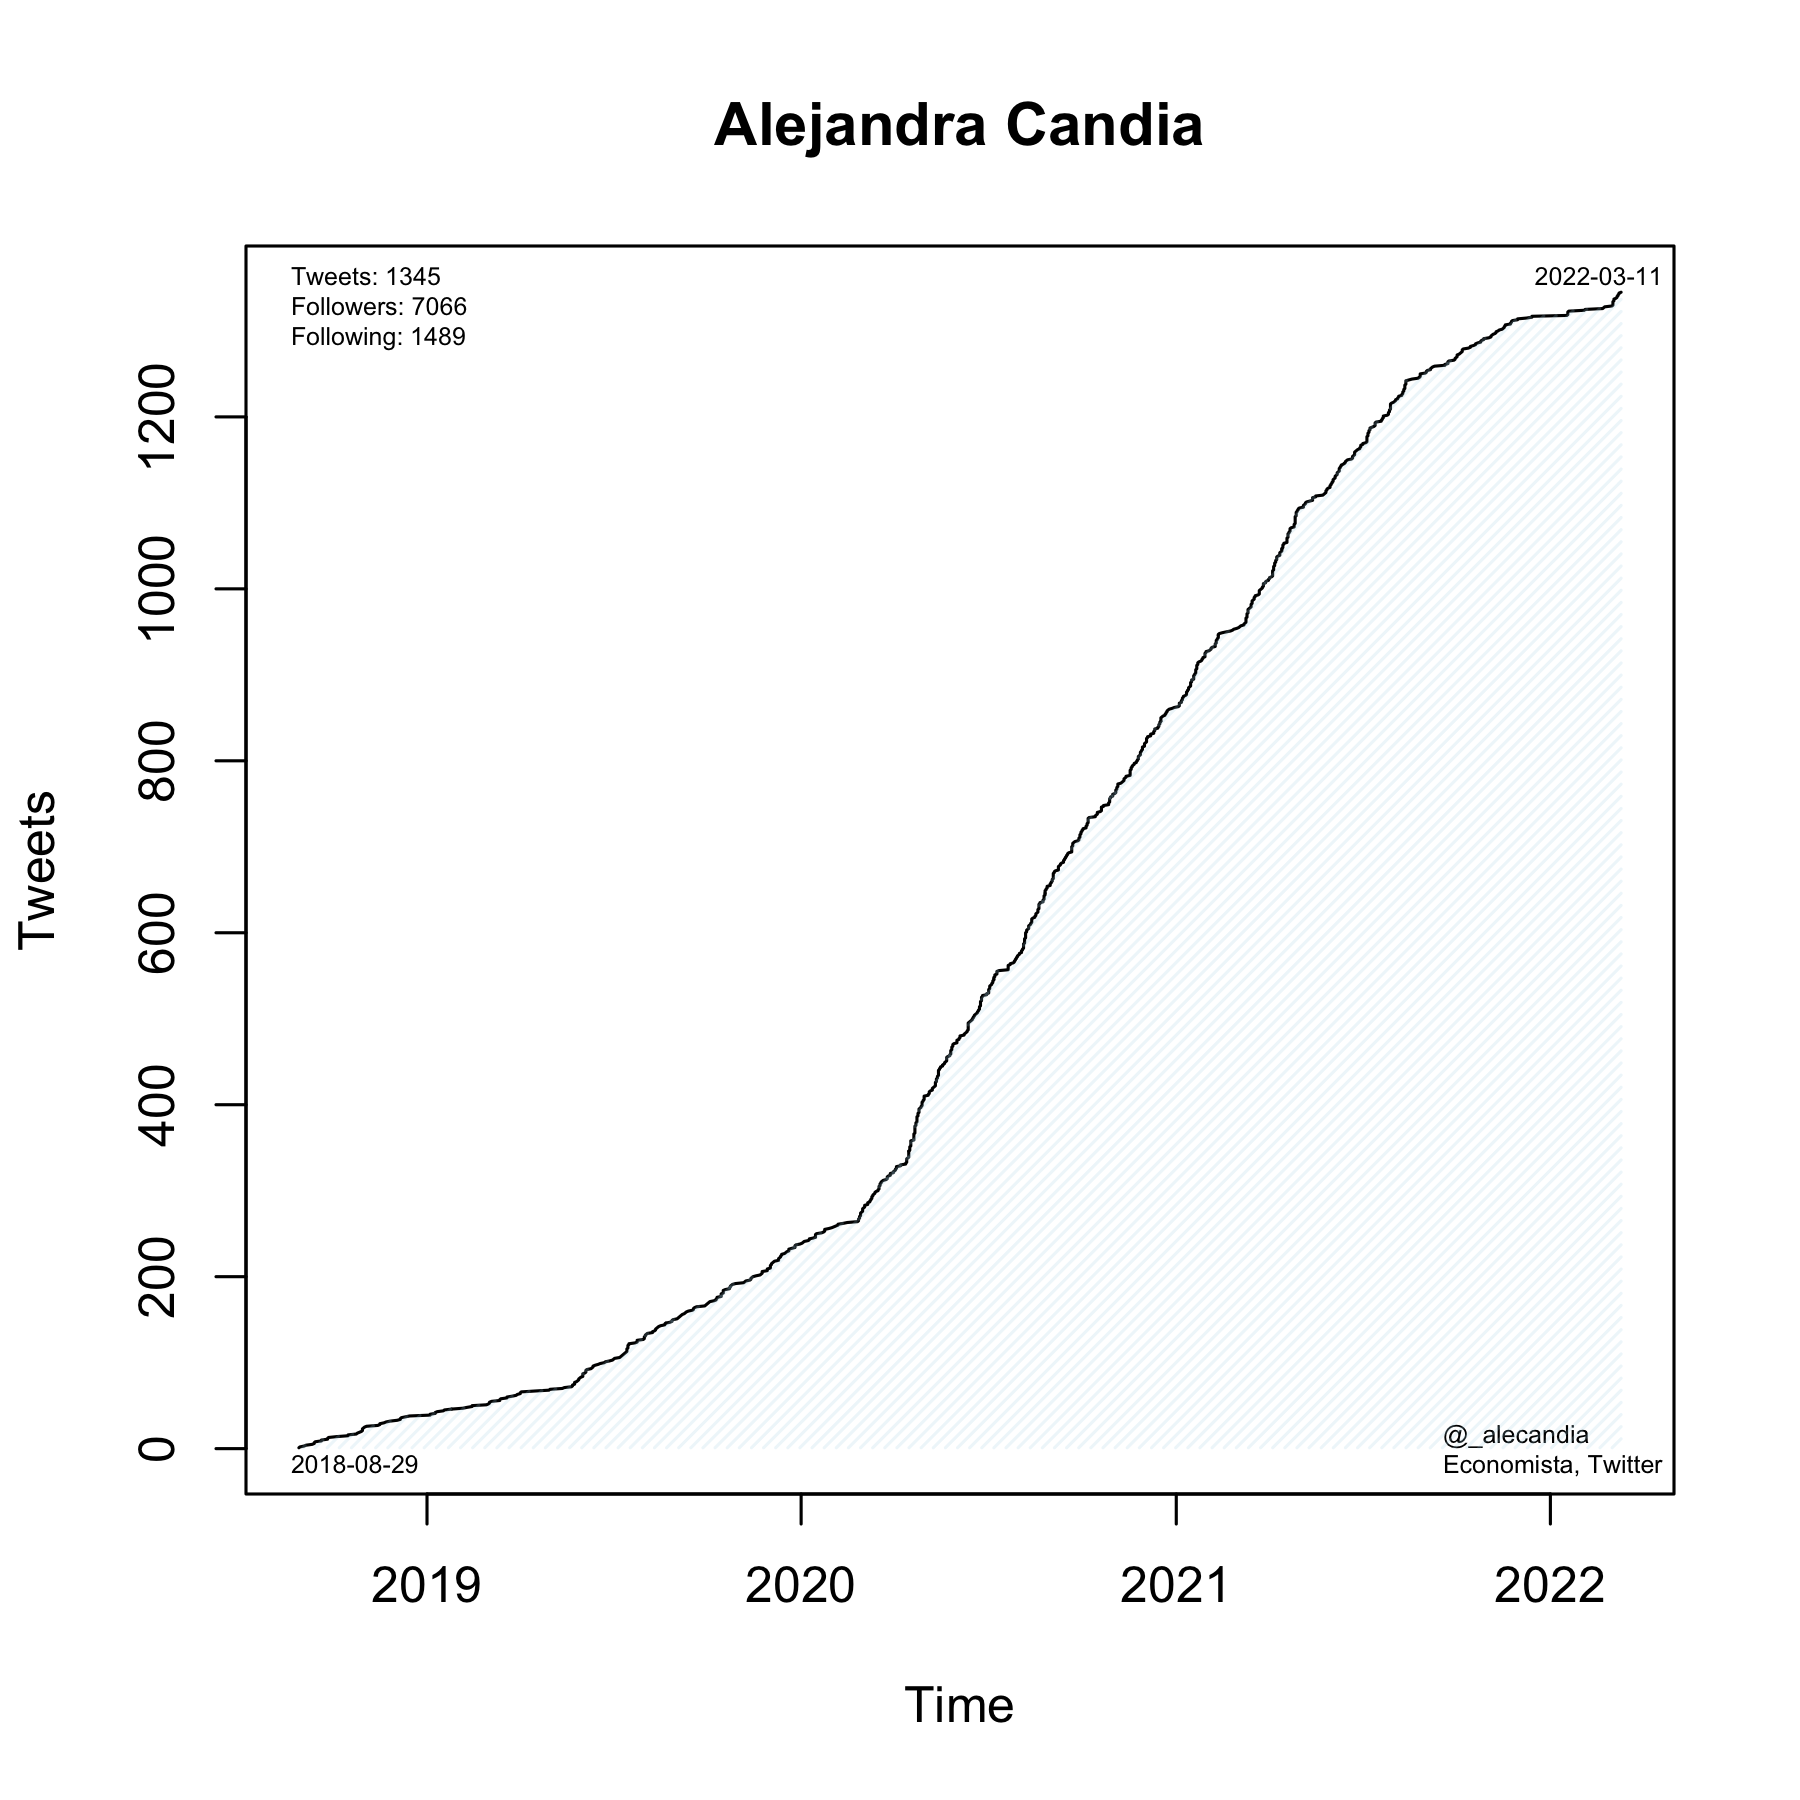 Alejandra Candia
Tweets: 1345
Followers: 7066
Following: 1489
2022-03-11
1200
1000
800
600
400
200
0
Tweets
2018-08-29
@_alecandia
Economista, Twitter
2019
2020
2021
2022
Time